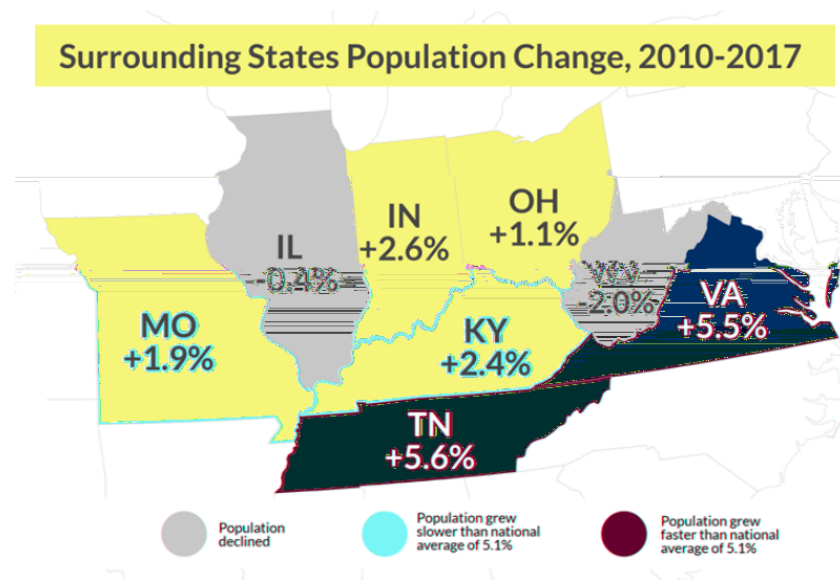 Surrounding States Population Change, 2010-2017
OH
+1.1%
IN
+2.6%
IL
-0.4%
WV
-2.0%
VA
+5.5%
MO
+1.9%
KY
+2.4%
TN
+5.6%
Population
declined
Population grew
slower than national
average of 5.1%
Population grew
faster than national
average of 5.1%